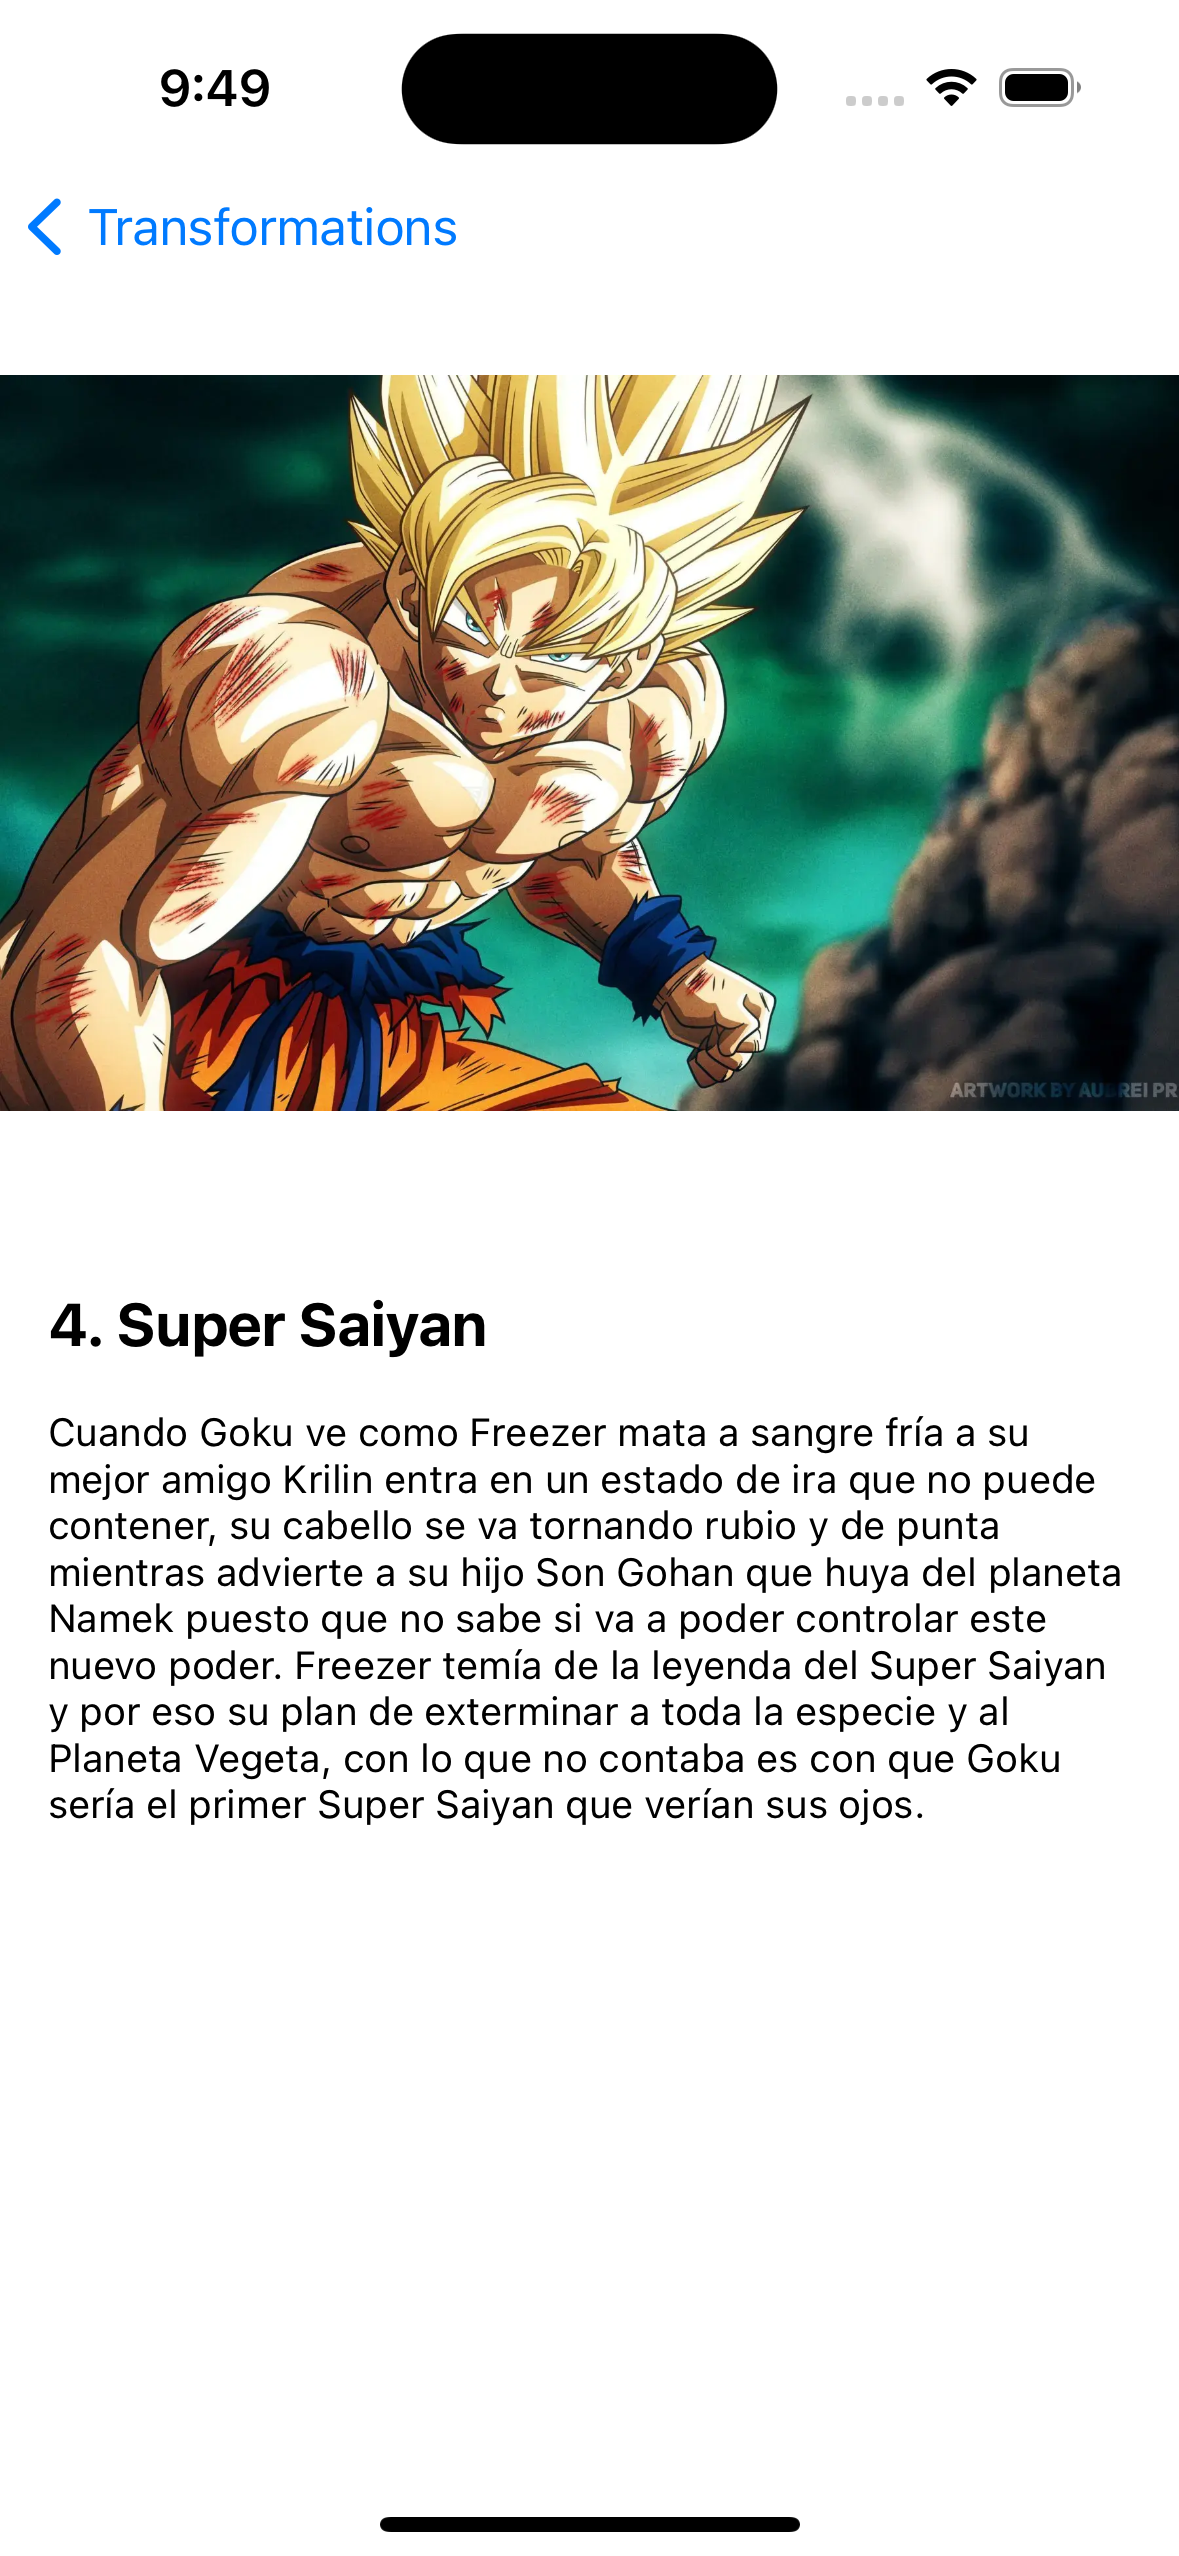 9:49
Transformations
ARTWORK BY AUBREI PR
4. Super Saiyan
Cuando Goku ve como Freezer mata a sangre fría a su
mejor amigo Krilin entra en un estado de ira que no puede
contener, su cabello se va tornando rubio y de punta
mientras advierte a su hijo Son Gohan que huya del planeta
Namek puesto que no sabe si va a poder controlar este
nuevo poder. Freezer temía de la leyenda del Super Saiyan
y por eso su plan de exterminar a toda la especie y al
Planeta Vegeta, con lo que no contaba es con que Goku
sería el primer Super Saiyan que verían sus ojos.